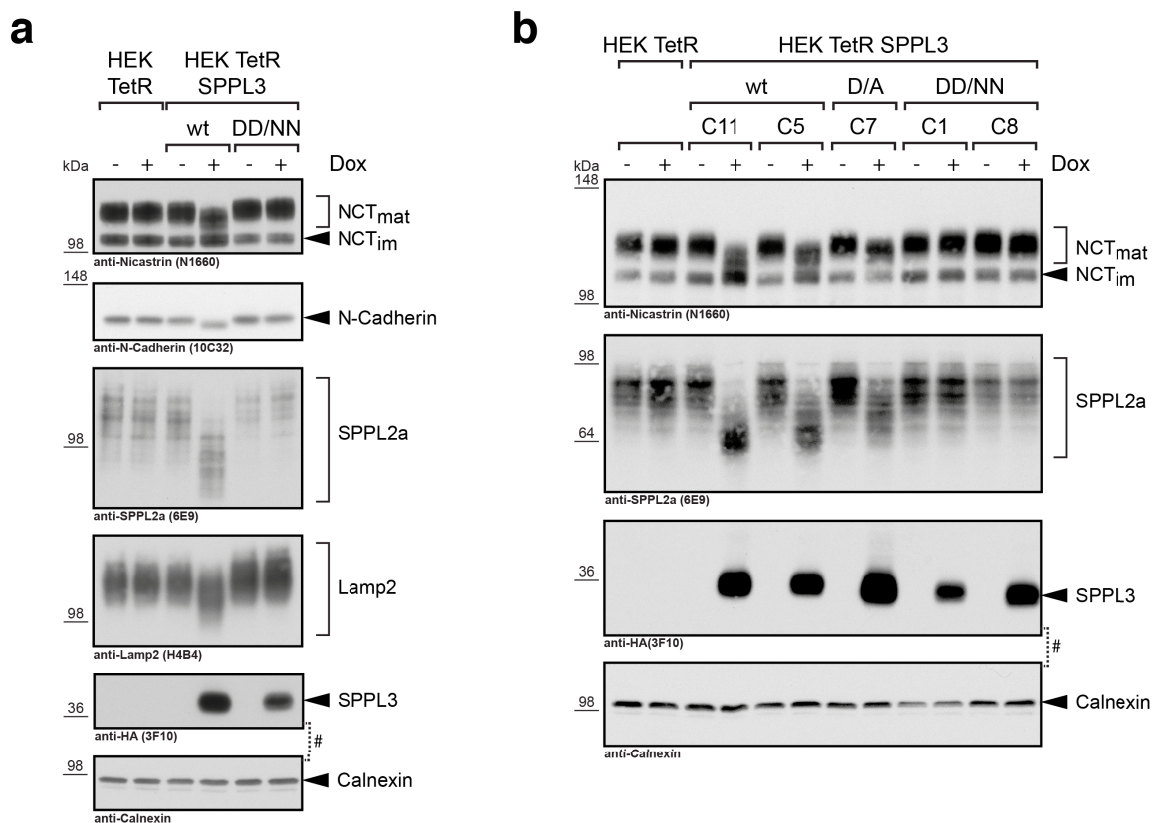 a
HEK
TetR
HEK TetR
SPPL3
wt
DD/NN
kDa
-
+
-
+
-
+
Dox
98
NCTmat
NCTim
anti-Nicastrin (N1660)
148
N-Cadherin
anti-N-Cadherin (10C32)
98
SPPL2a
anti-SPPL2a (6E9)
98
Lamp2
anti-Lamp2 (H4B4)
36
SPPL3
anti-HA (3F10)
#
98
Calnexin
anti-Calnexin
b
HEK TetR
HEK TetR SPPL3
wt
D/A
DD/NN
C11
C5
C7
C1
C8
kDa
-
+
-
+
-
+
-
+
-
+
-
+
Dox
148
98
NCTmat
NCTim
anti-Nicastrin (N1660)
98
64
SPPL2a
anti-SPPL2a (6E9)
36
SPPL3
anti-HA(3F10)
#
98
Calnexin
anti-Calnexin